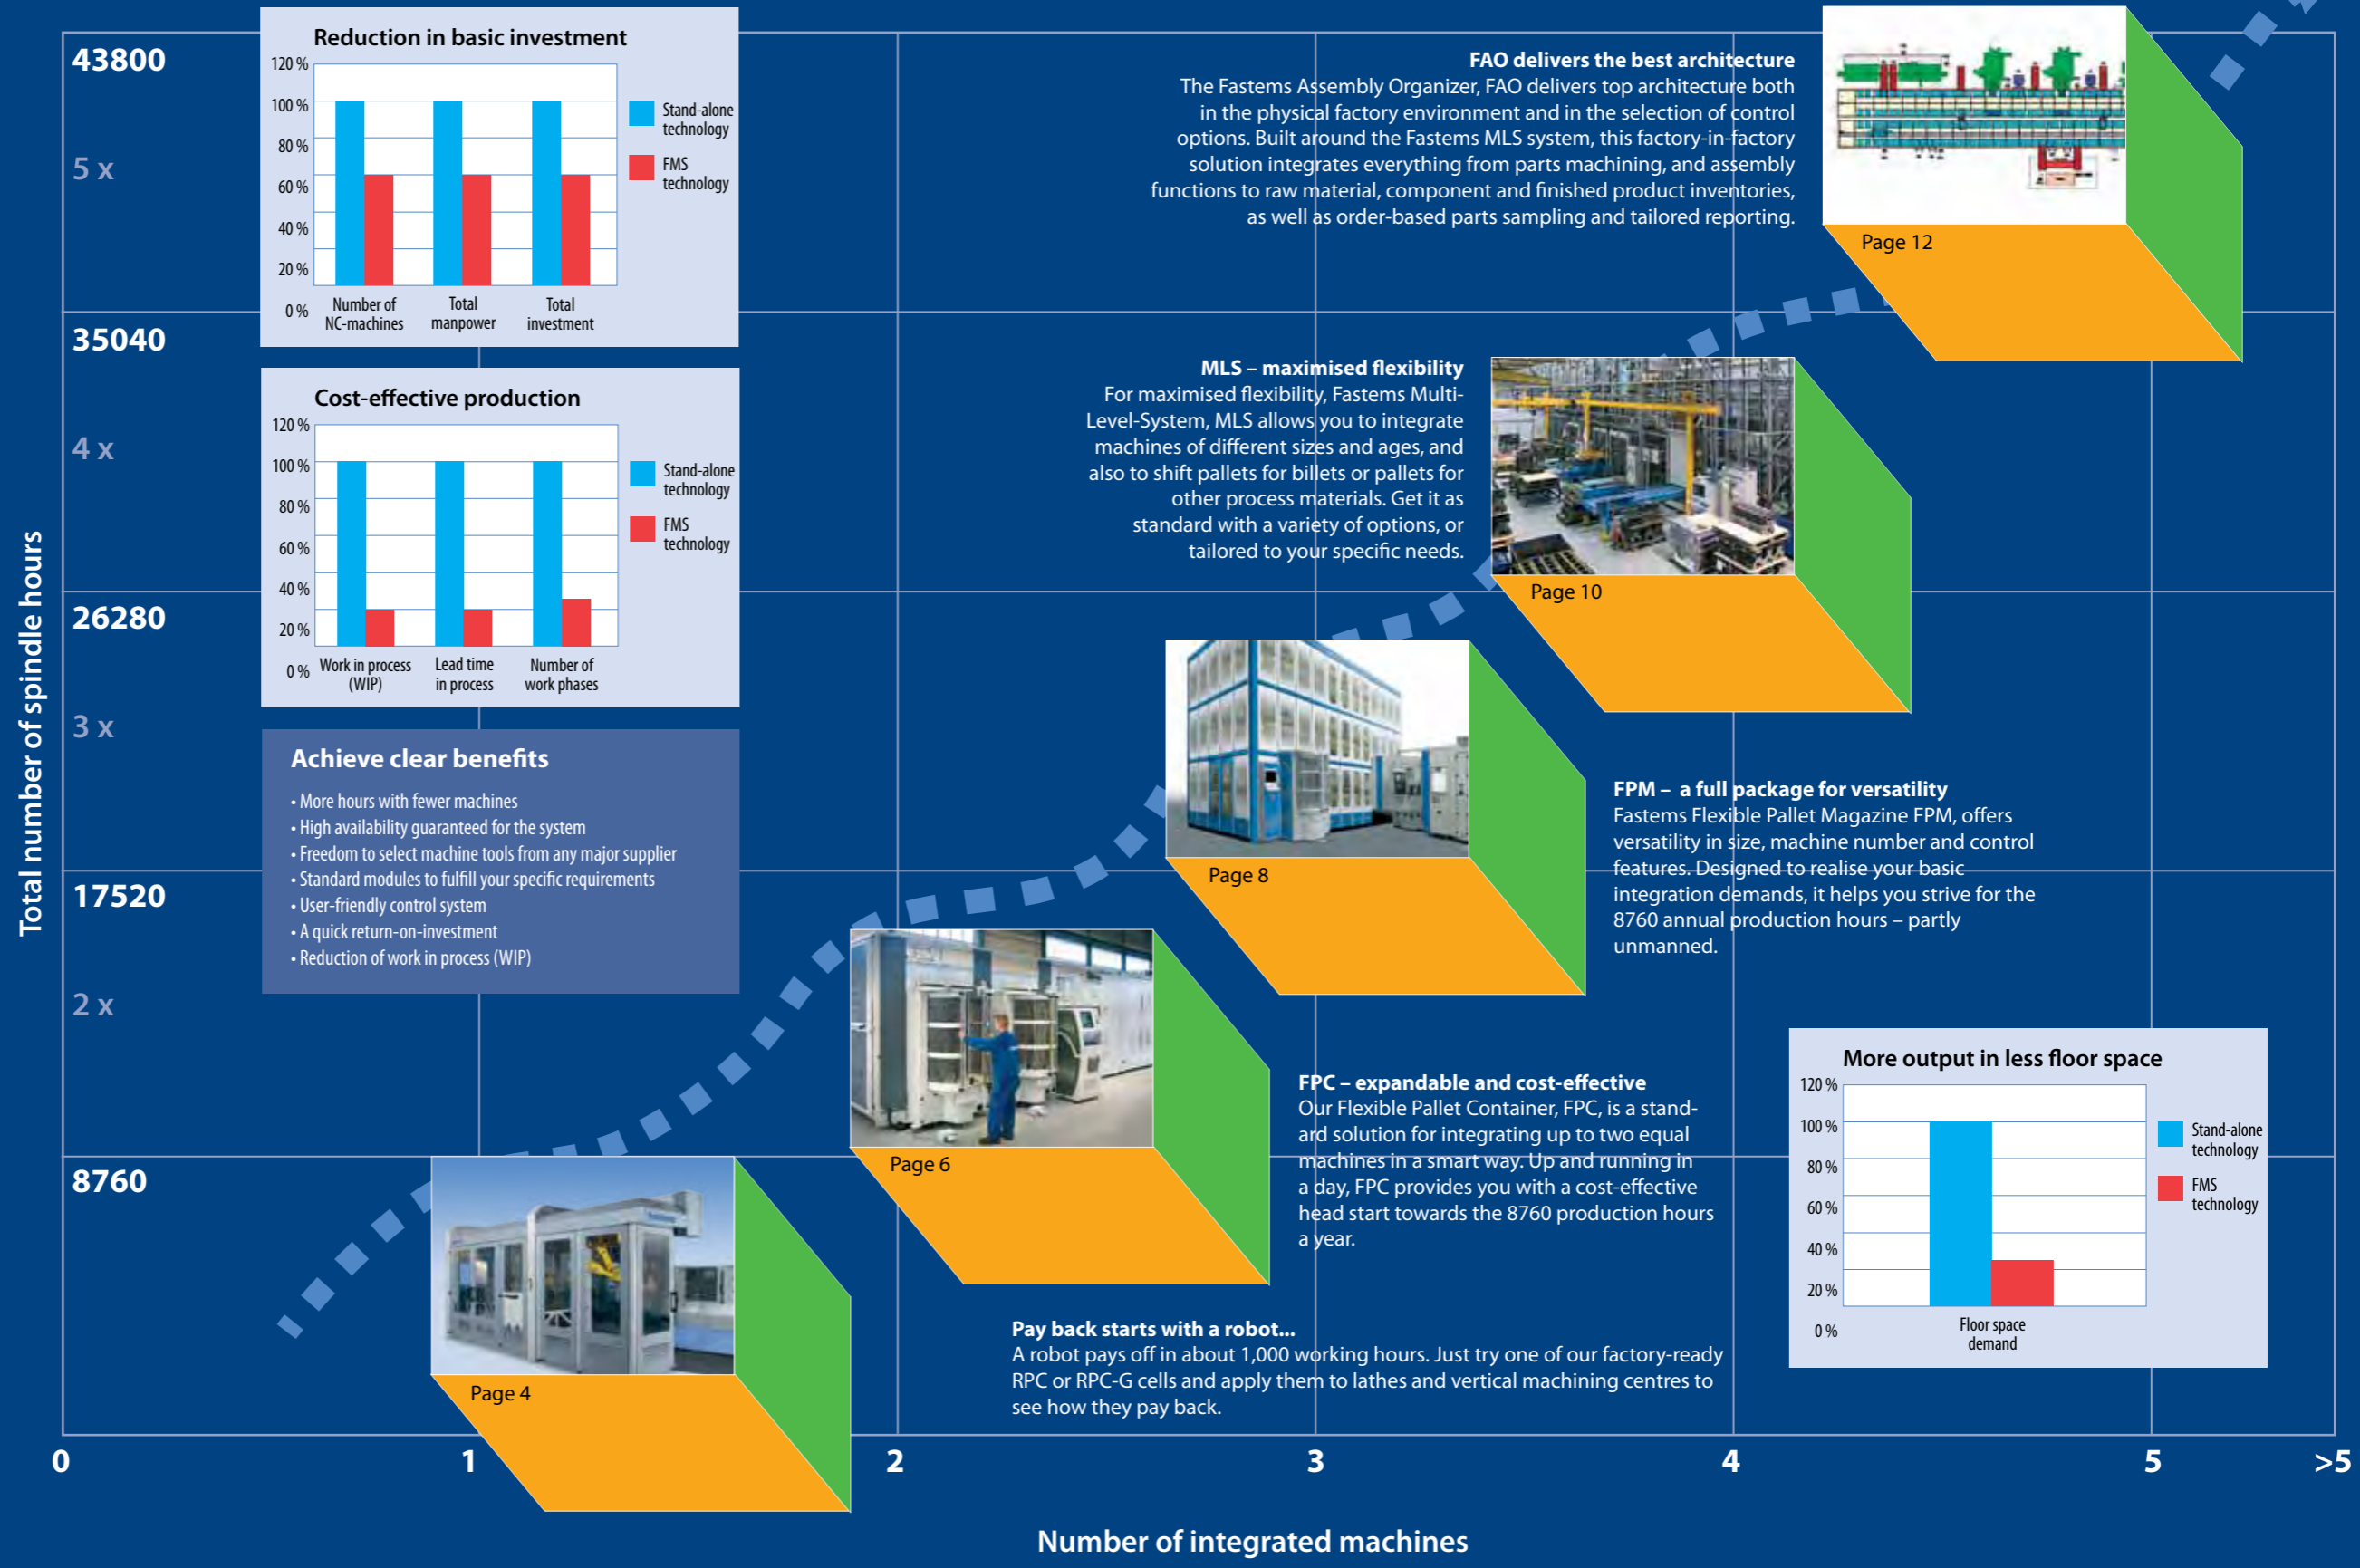 43800
5 x
35040
4 x
26280
3 x
17520
2 x
8760
Total number of spindle hours
0
1
2
3
4
5
>5
Number of integrated machines
Reduction in basic investment
120 %
100 %
80 %
60 %
40 %
20 %
0 %
Number of
NC-machines
Total
manpower
Total
investment
Stand-alone
technology
FMS
technology
Cost-effective production
120 %
100 %
80 %
60 %
40 %
20 %
0 %
Work in process
(WIP)
Lead time
in process
Number of
work phases
Stand-alone
technology
FMS
technology
Achieve clear benefits
• More hours with fewer machines
• High availability guaranteed for the system
• Freedom to select machine tools from any major supplier
• Standard modules to fulfill your specific requirements
• User-friendly control system
• A quick return-on-investment
• Reduction of work in process (WIP)
FAO delivers the best architecture
The Fastems Assembly Organizer, FAO delivers top architecture both
in the physical factory environment and in the selection of control
options. Built around the Fastems MLS system, this factory-in-factory
solution integrates everything from parts machining, and assembly
functions to raw material, component and finished product inventories,
as well as order-based parts sampling and tailored reporting.
Page 12
MLS – maximised flexibility
For maximised flexibility, Fastems Multi-
Level-System, MLS allows you to integrate
machines of different sizes and ages, and
also to shift pallets for billets or pallets for
other process materials. Get it as
standard with a variety of options, or
tailored to your specific needs.
Page 10
Page 8
FPM – a full package for versatility
Fastems Flexible Pallet Magazine FPM, offers
versatility in size, machine number and control
features. Designed to realise your basic
integration demands, it helps you strive for the
8760 annual production hours – partly
unmanned.
Page 6
FPC – expandable and cost-effective
Our Flexible Pallet Container, FPC, is a stand-
ard solution for integrating up to two equal
machines in a smart way. Up and running in
a day, FPC provides you with a cost-effective
head start towards the 8760 production hours
a year.
Page 4
Pay back starts with a robot...
A robot pays off in about 1,000 working hours. Just try one of our factory-ready
RPC or RPC-G cells and apply them to lathes and vertical machining centres to
see how they pay back.
More output in less floor space
120 %
100 %
80 %
60 %
40 %
20 %
0 %
Floor space
demand
Stand-alone
technology
FMS
technology